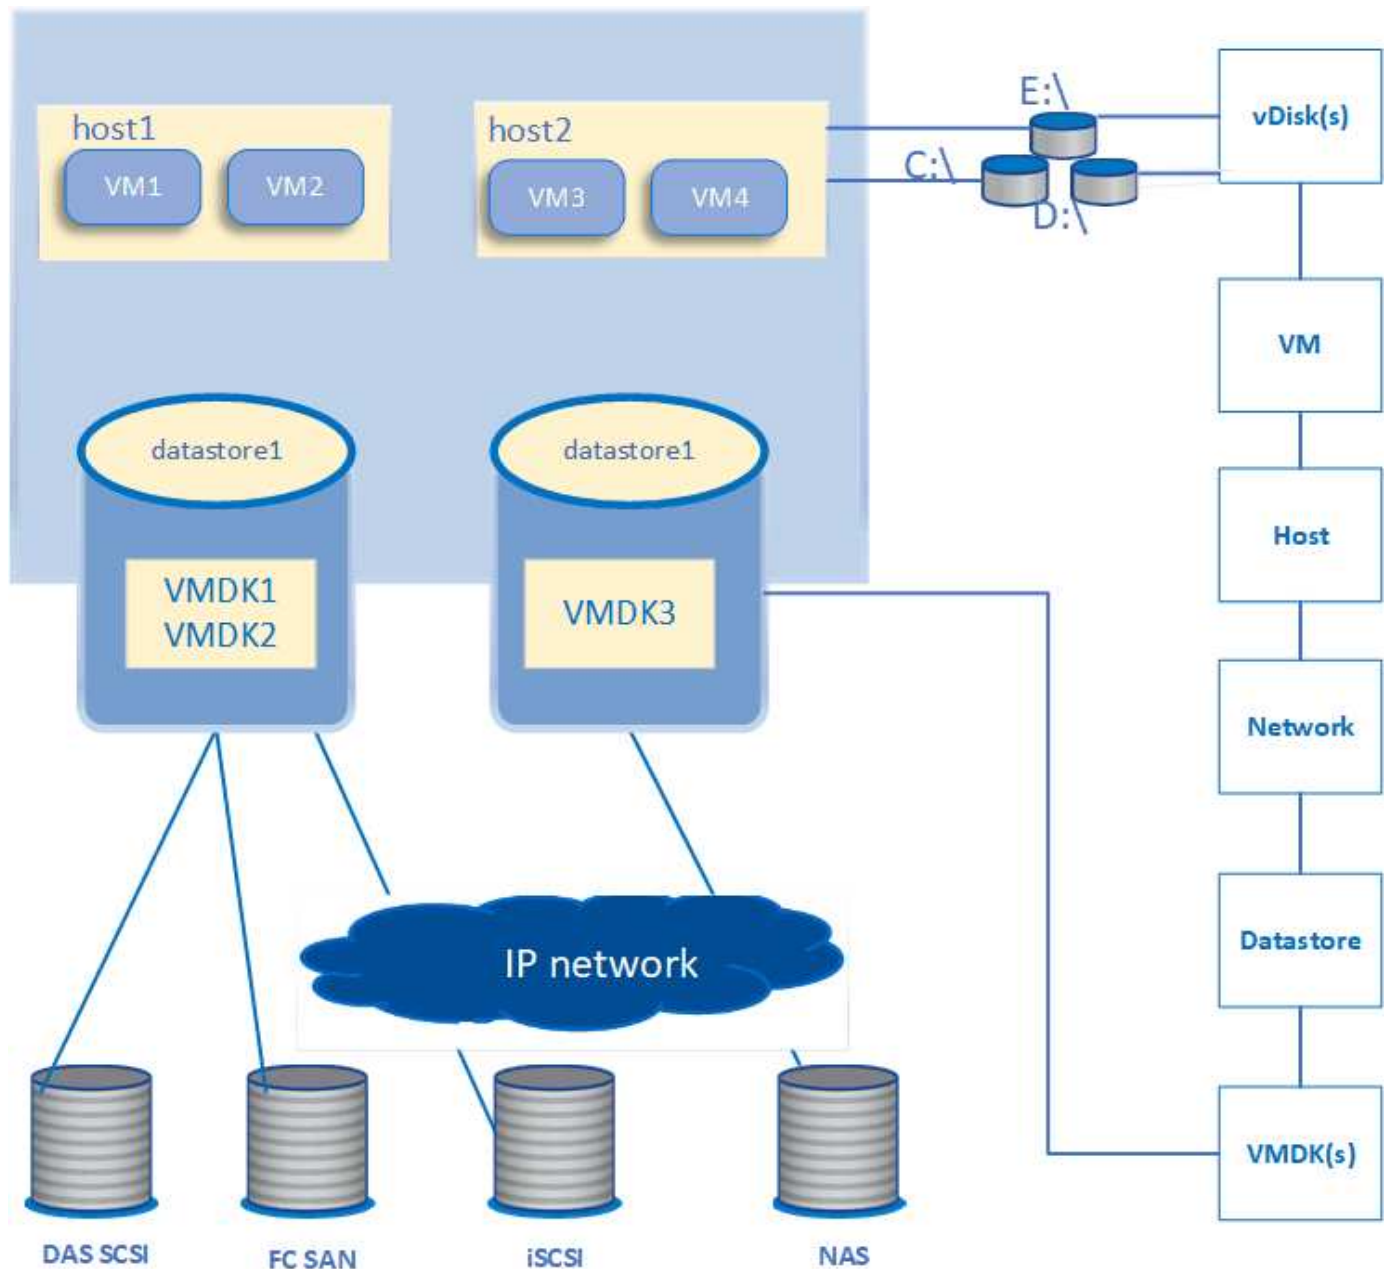 host1
VM1
VM2
host2
VM3
VM4
E:\
C:\
D:\
vDisk(s)
VM
Host
Network
Datastore
VMDK(s)
datastore1
VMDK1
VMDK2
datastore1
VMDK3
IP network
DAS SCSI
FC SAN
iSCSI
NAS